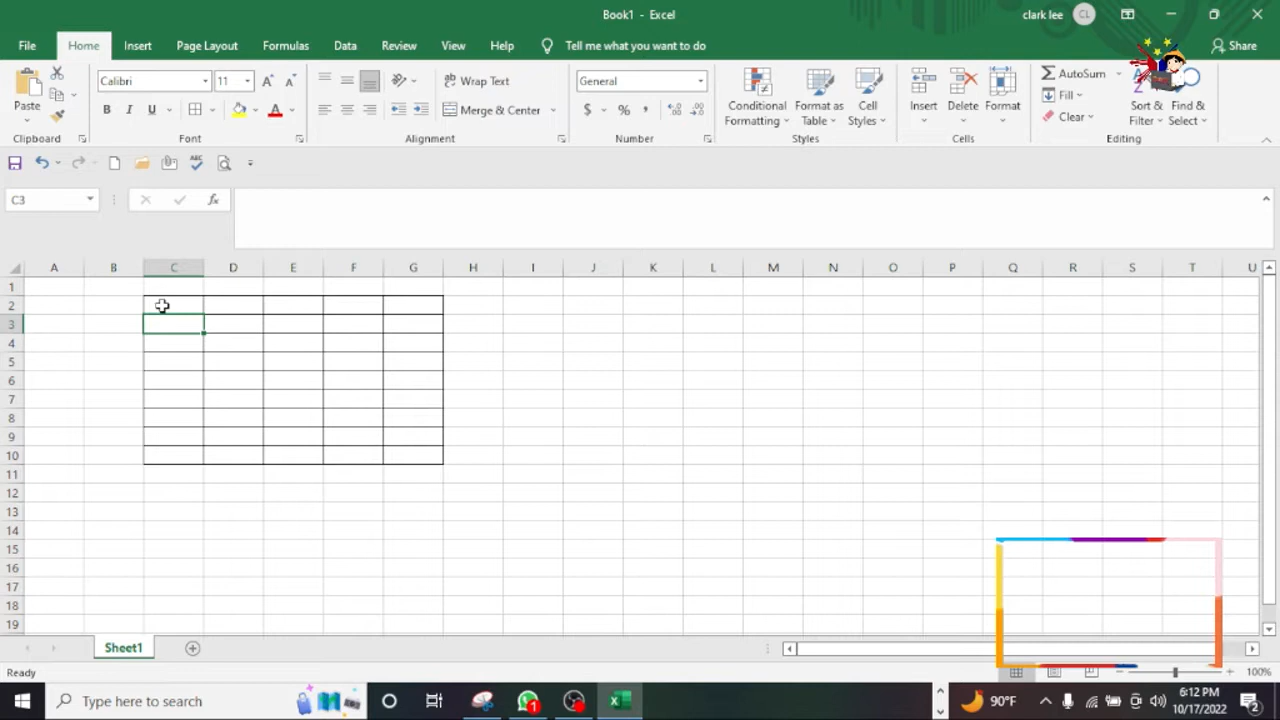 Book1 - Excel
clark lee
CL
File
Home
Insert
Page Layout
Formulas
Data
Review
View
Help
Tell me what you want to do
Share
Paste
Clipboard
Calibri
11
B I U
Font
Wrap Text
Merge & Center
Alignment
General
$ % ,
Number
Conditional Formatting
Format as Table
Cell Styles
Styles
Insert
Delete
Format
Cells
AutoSum
Fill
Clear
Sort & Filter
Find & Select
Editing
C3
fx
A B C D E F G H I J K L M N O P Q R S T U
1
2
3
4
5
6
7
8
9
10
11
12
13
14
15
16
17
18
19
Sheet1
Ready
100%
Type here to search
1
90°F
6:12 PM
10/17/2022
2